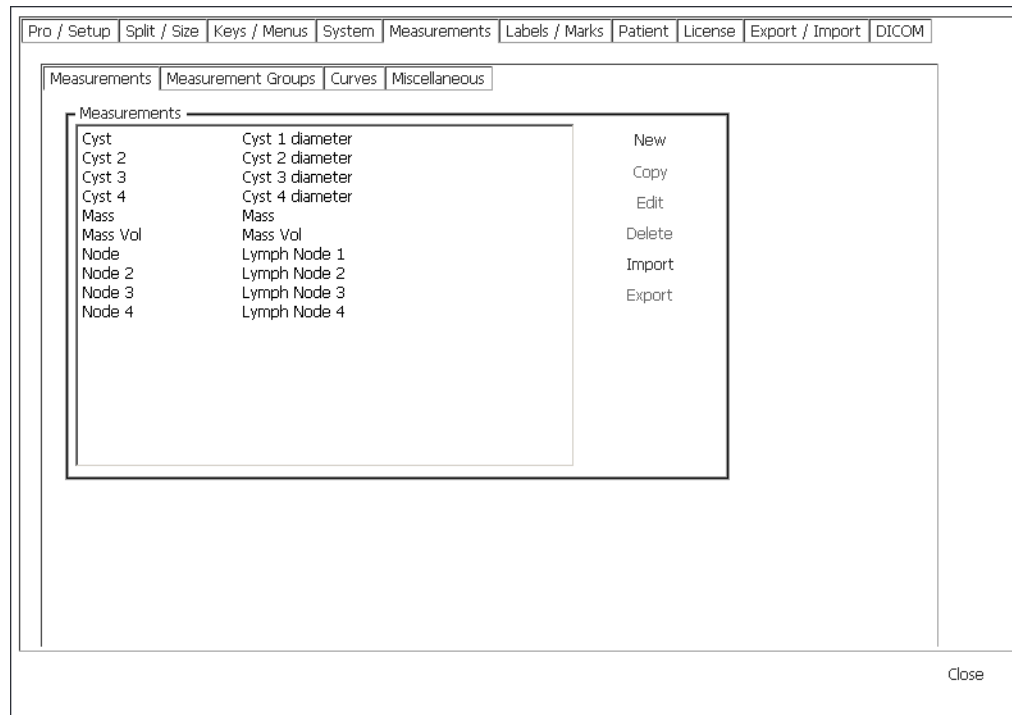 Pro / Setup Split / Size Keys / Menus System Measurements Labels / Marks Patient License Export / Import DICOM
Measurements Measurement Groups Curves Miscellaneous
Measurements
Cyst Cyst 1 diameter
Cyst 2 Cyst 2 diameter
Cyst 3 Cyst 3 diameter
Cyst 4 Cyst 4 diameter
Mass Mass
Mass Vol Mass Vol
Node Lymph Node 1
Node 2 Lymph Node 2
Node 3 Lymph Node 3
Node 4 Lymph Node 4
New
Copy
Edit
Delete
Import
Export
Close